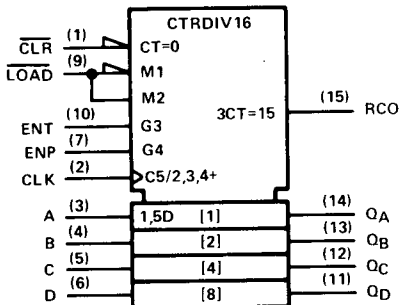 CTRDIV16
CLR (1) CT=0
LOAD (9) M1
M2
3CT=15 (15) RCO
ENT (10) G3
ENP (7) G4
CLK (2) C5/2,3,4+
A (3) 1,5D [1] (14) QA
B (4) [2] (13) QB
C (5) [4] (12) QC
D (6) [8] (11) QD